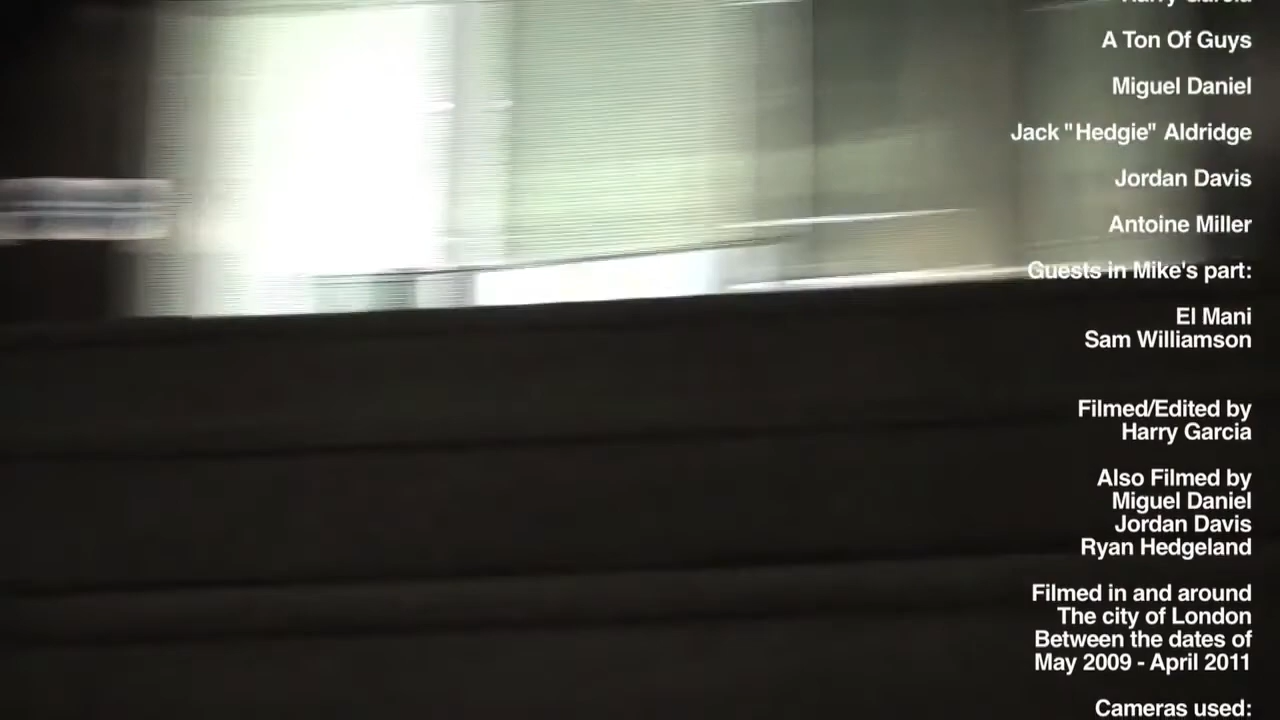 Harry Garcia
A Ton Of Guys
Miguel Daniel
Jack "Hedgie" Aldridge
Jordan Davis
Antoine Miller
Guests in Mike's part:
El Mani
Sam Williamson
Filmed/Edited by
Harry Garcia
Also Filmed by
Miguel Daniel
Jordan Davis
Ryan Hedgeland
Filmed in and around
The city of London
Between the dates of
May 2009 - April 2011
Cameras used: